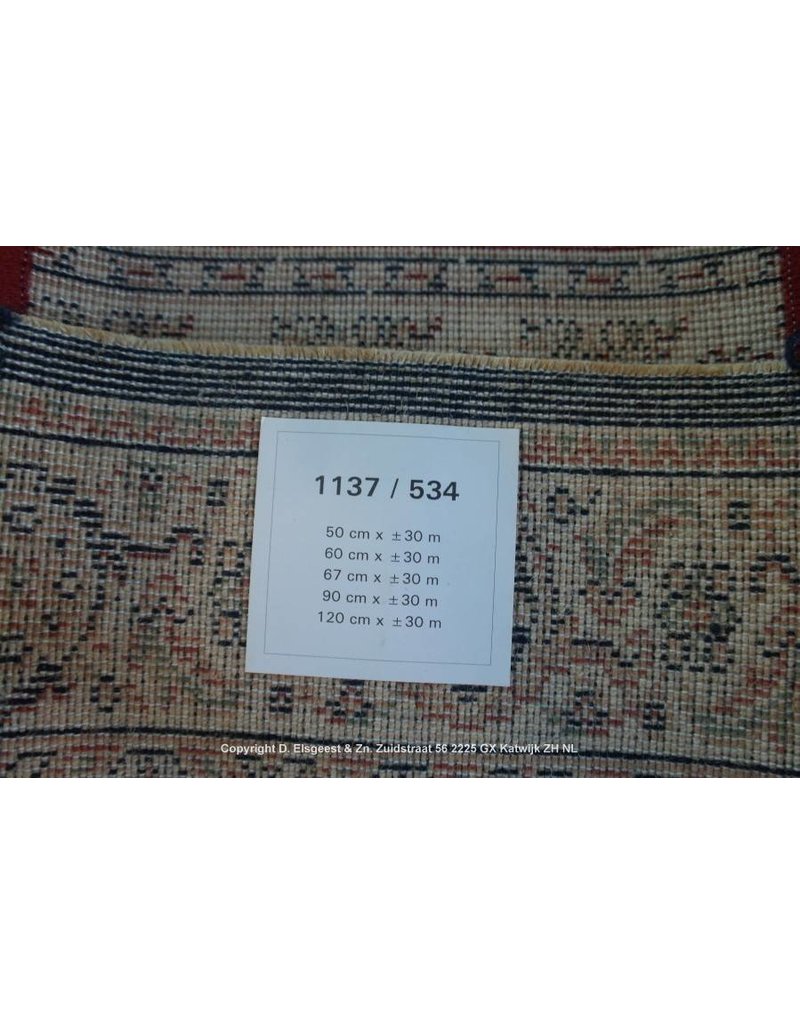 1137 / 534
50 cm x ±30 m
60 cm x ±30 m
67 cm x ±30 m
90 cm x ±30 m
120 cm x ±30 m
Copyright D. Elsgeest & Zn. Zuidstraat 56 2225 GX Katwijk ZH NL